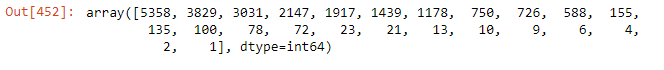 Out[452]: array([5358, 3829, 3031, 2147, 1917, 1439, 1178, 750, 726, 588, 155,
135, 100, 78, 72, 23, 21, 13, 10, 9, 6, 4,
2, 1], dtype=int64)